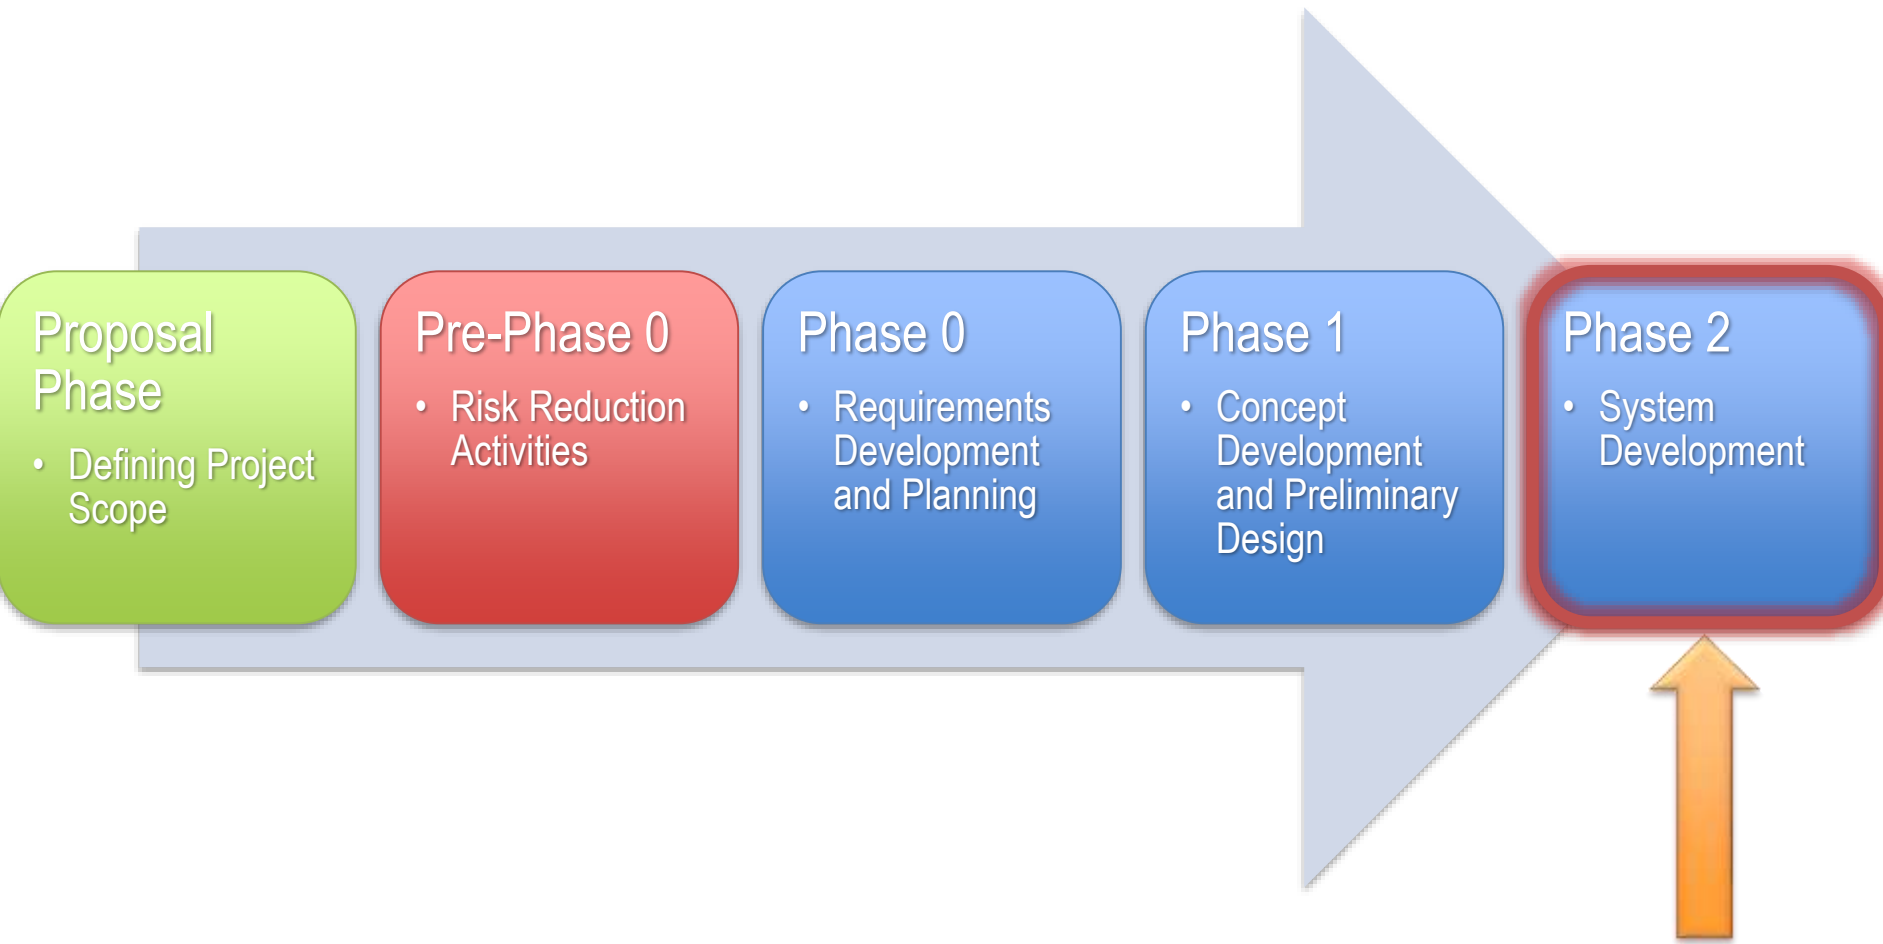 Proposal
Phase
• Defining Project
Scope
Pre-Phase 0
• Risk Reduction
Activities
Phase 0
• Requirements
Development
and Planning
Phase 1
• Concept
Development
and Preliminary
Design
Phase 2
• System
Development